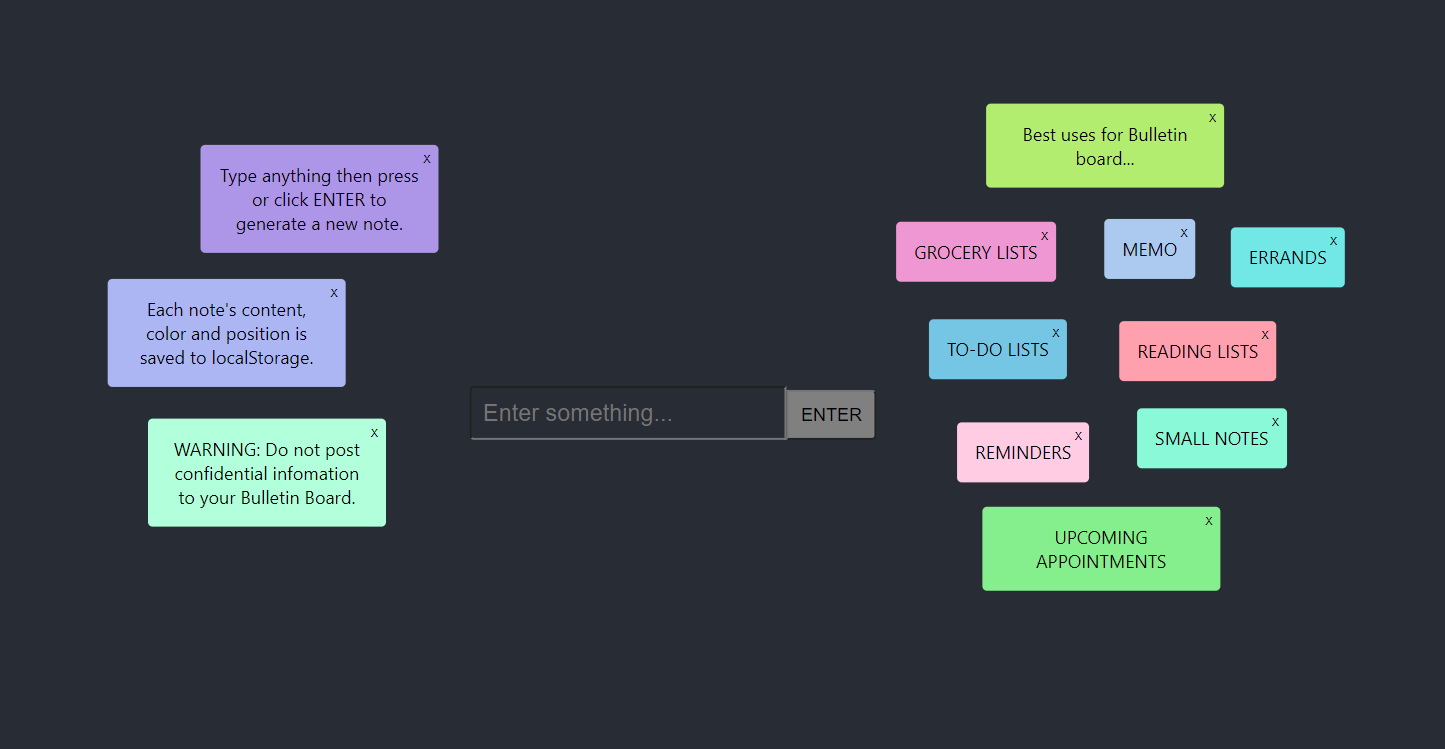 x
Type anything then press
or click ENTER to
generate a new note.
x
Each note's content,
color and position is
saved to localStorage.
x
WARNING: Do not post
confidential infomation
to your Bulletin Board.
Enter something...
ENTER
x
Best uses for Bulletin
board...
x
GROCERY LISTS
x
MEMO
x
ERRANDS
x
TO-DO LISTS
x
READING LISTS
x
REMINDERS
x
SMALL NOTES
x
UPCOMING
APPOINTMENTS